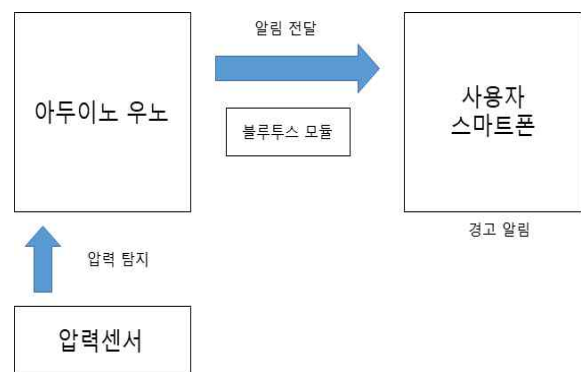 알림 전달
아두이노 우노
사용자
스마트폰
블루투스 모듈
경고 알림
압력 탐지
압력센서